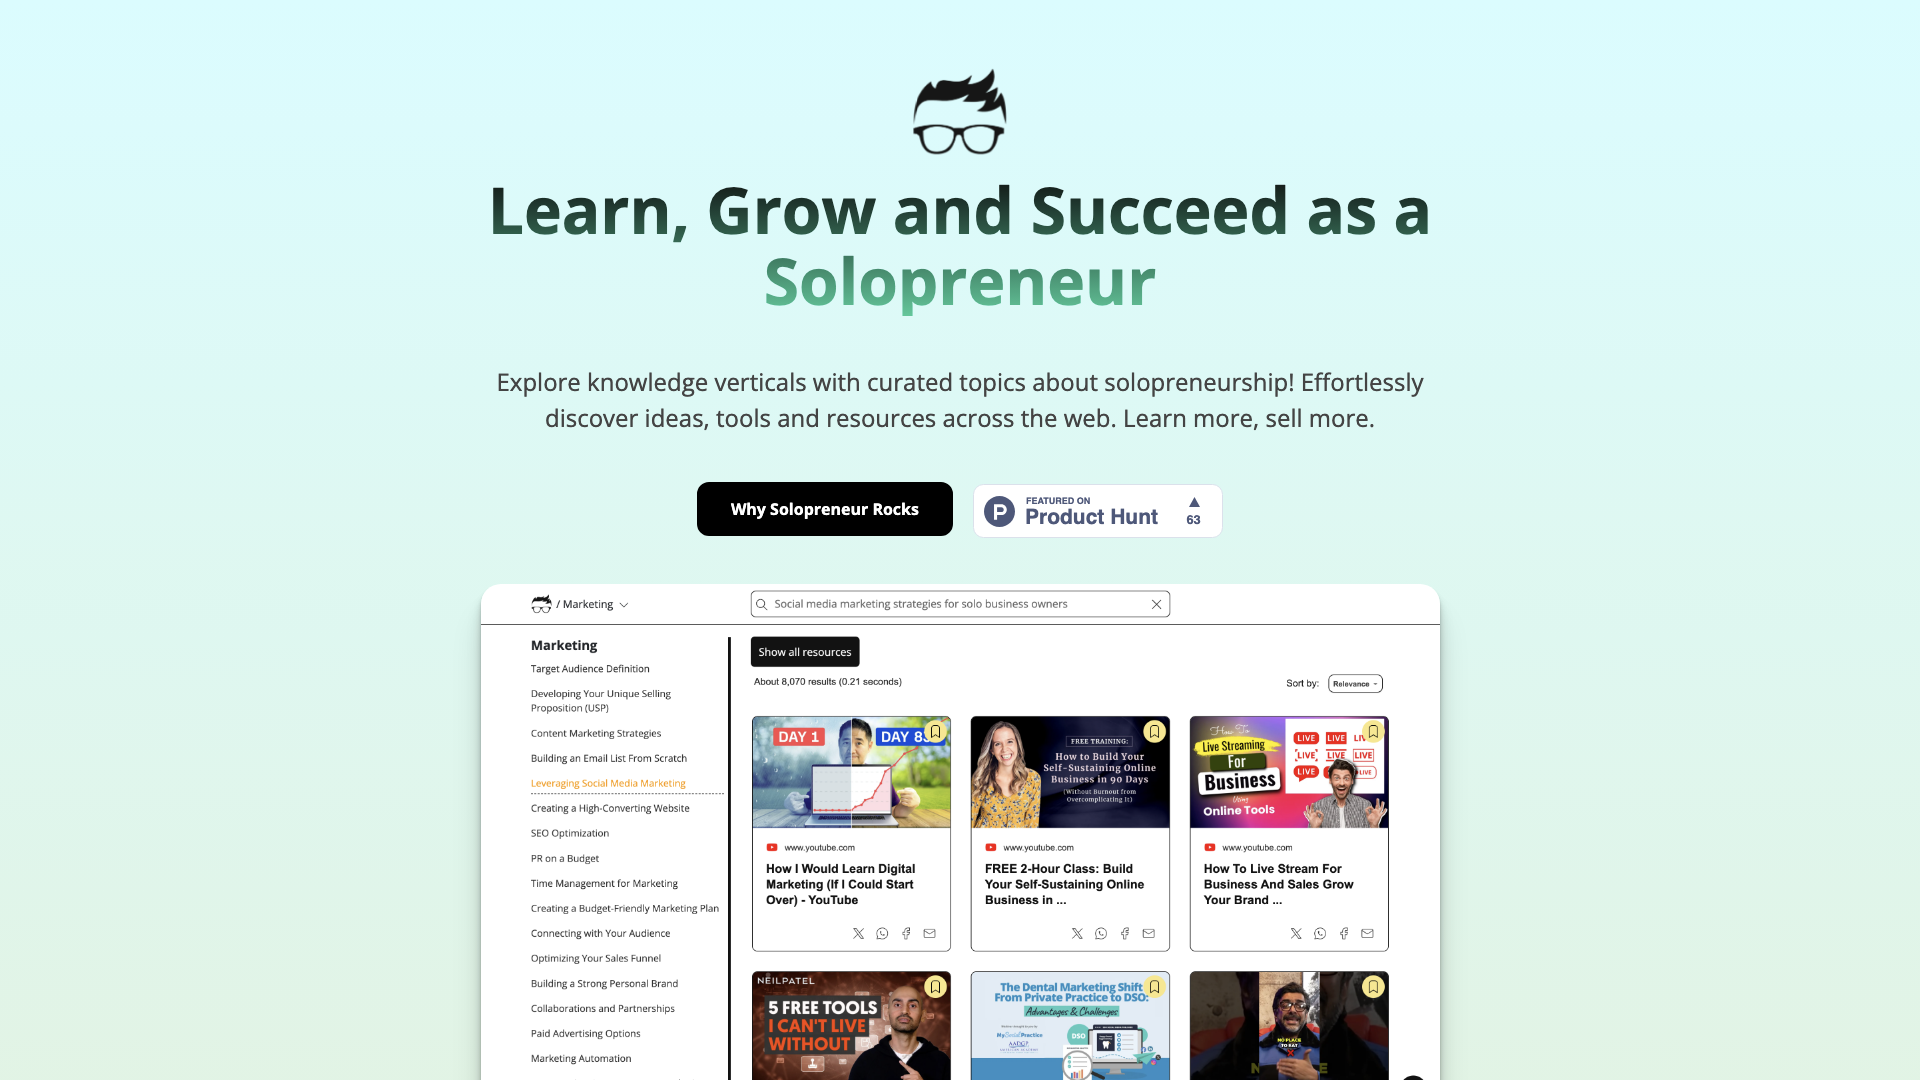 Learn, Grow and Succeed as a
Solopreneur
Explore knowledge verticals with curated topics about solopreneurship! Effortlessly
discover ideas, tools and resources across the web. Learn more, sell more.
Why Solopreneur Rocks
P
FEATURED ON
Product Hunt
63
/ Marketing
Social media marketing strategies for solo business owners
Marketing
Target Audience Definition
Developing Your Unique Selling
Proposition (USP)
Content Marketing Strategies
Building an Email List From Scratch
Leveraging Social Media Marketing
Creating a High-Converting Website
SEO Optimization
PR on a Budget
Time Management for Marketing
Creating a Budget-Friendly Marketing Plan
Connecting with Your Audience
Optimizing Your Sales Funnel
Building a Strong Personal Brand
Collaborations and Partnerships
Paid Advertising Options
Marketing Automation
Show all resources
About 8,070 results (0.21 seconds)
Sort by:
Relevance
DAY 1
DAY
www.youtube.com
How I Would Learn Digital
Marketing (If I Could Start
Over) - YouTube
FREE TRAINING:
How to Build Your
Self-Sustaining Online
Business in 90 Days
(Without Burnout from
Overcomplicating It)
www.youtube.com
FREE 2-Hour Class: Build
Your Self-Sustaining Online
Business in ...
How To
Live Streaming
For
Business
Using
Online Tools
LIVE LIVE
LIVE LIVE LIVE
LIVE LIVE
www.youtube.com
How To Live Stream For
Business And Sales Grow
Your Brand ...
NEILPATEL
5 FREE TOOLS
I CAN'T LIVE
WITHOUT
The Dental Marketing Shift
From Private Practice to DSO:
Advantages & Challenges
My Social Practice
AADGP
DSO
NO PLACE
TO EAT